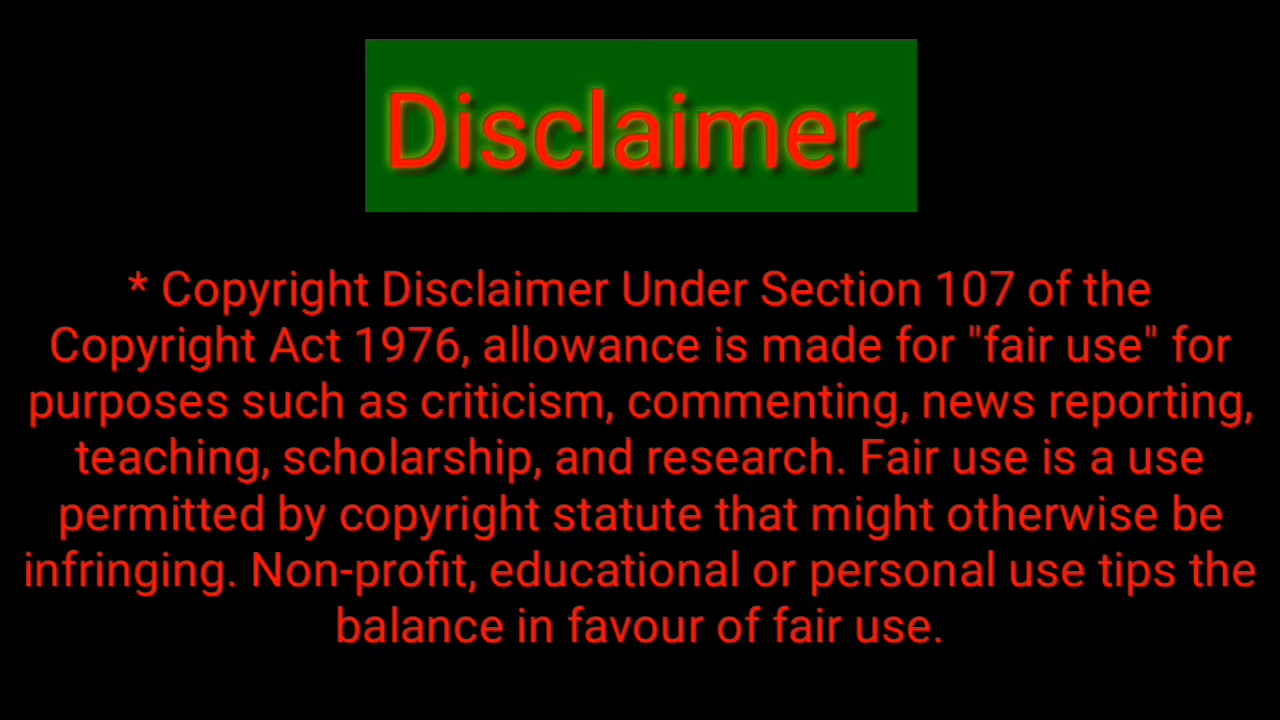 Disclaimer
* Copyright Disclaimer Under Section 107 of the
Copyright Act 1976, allowance is made for "fair use" for
purposes such as criticism, commenting, news reporting,
teaching, scholarship, and research. Fair use is a use
permitted by copyright statute that might otherwise be
infringing. Non-profit, educational or personal use tips the
balance in favour of fair use.